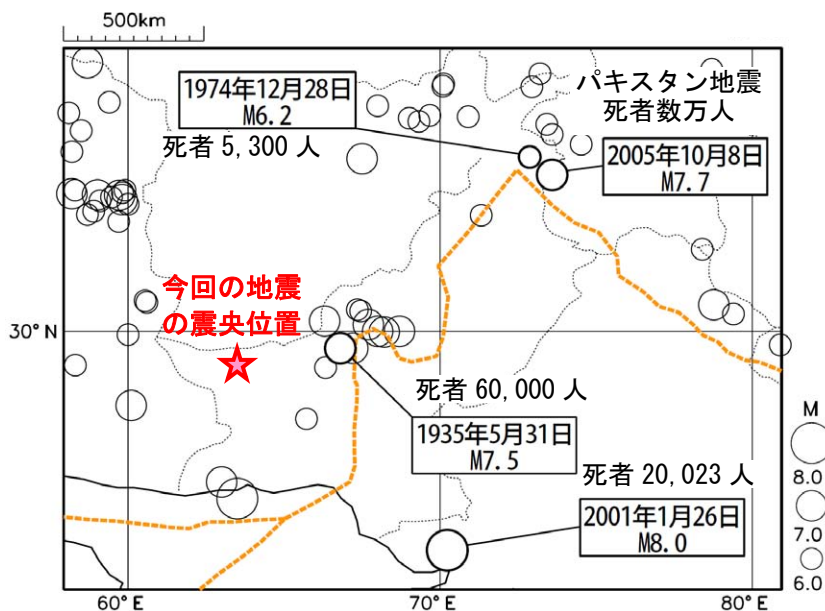 500km
1974年12月28日
M6.2
死者 5,300 人
パキスタン地震
死者数万人
2005年10月8日
M7.7
今回の地震
の震央位置
30°N
死者 60,000 人
1935年5月31日
M7.5
死者 20,023 人
2001年1月26日
M8.0
M
8.0
7.0
6.0
60°E
70°E
80°E